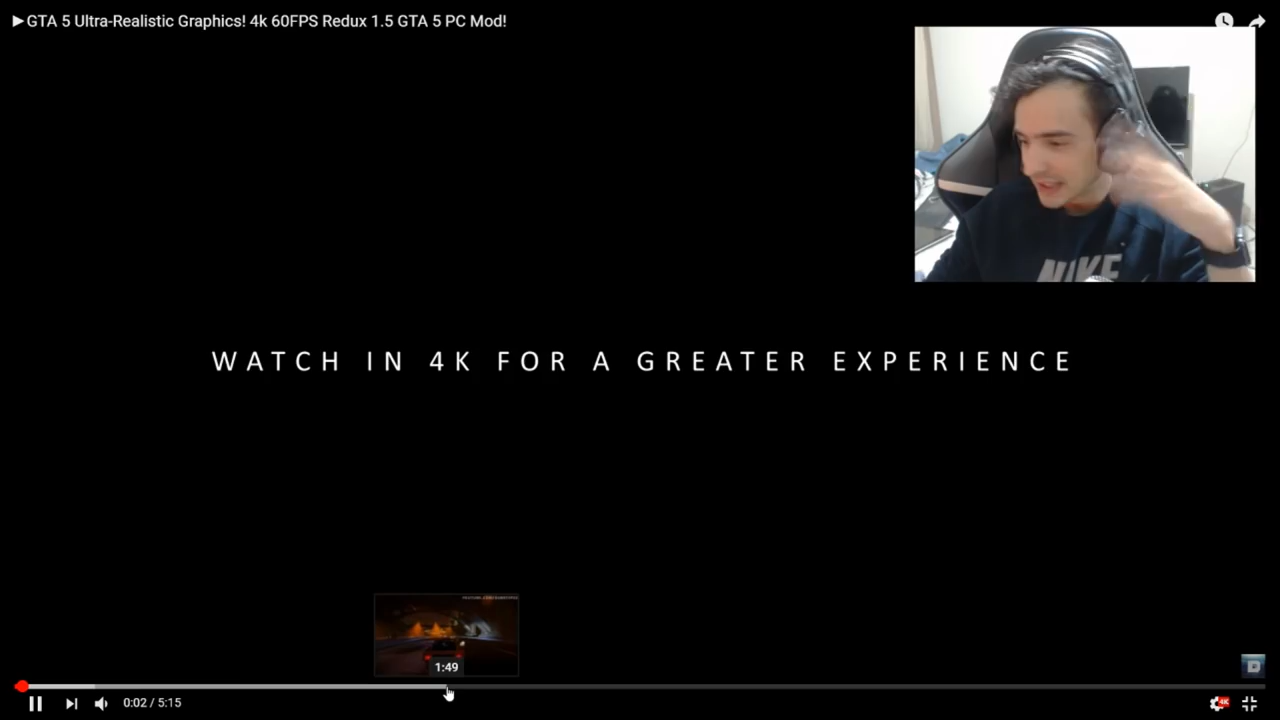 ►GTA 5 Ultra-Realistic Graphics! 4k 60FPS Redux 1.5 GTA 5 PC Mod!
NIKE
WATCH IN 4K FOR A GREATER EXPERIENCE
1:49
0:02 / 5:15
4K